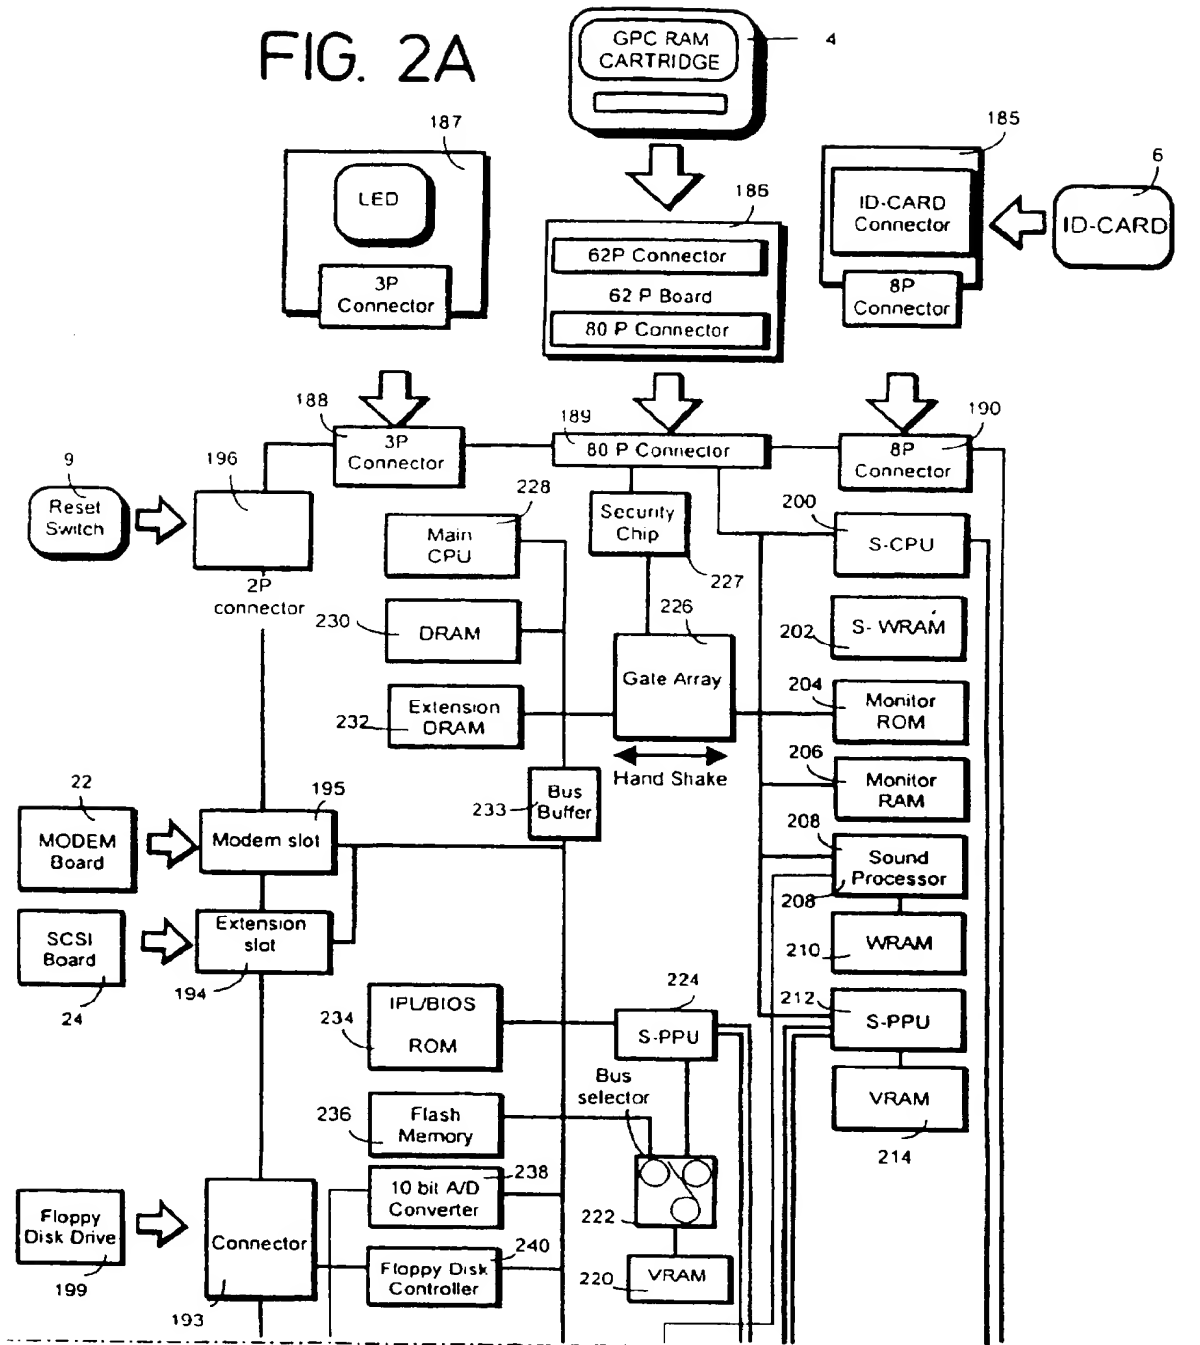 FIG. 2A
GPC RAM
CARTRIDGE
4
187
LED
3P
Connector
186
62P Connector
62 P Board
80 P Connector
185
ID-CARD
Connector
8P
Connector
6
ID-CARD
188
3P
Connector
189
80 P Connector
190
8P
Connector
9
Reset
Switch
196
2P
connector
228
Main
CPU
Security
Chip
227
200
S-CPU
230
DRAM
226
Gate Array
202
S- WRAM
232
Extension
DRAM
204
Monitor
ROM
Hand Shake
206
Monitor
RAM
233
Bus
Buffer
22
MODEM
Board
195
Modem slot
208
Sound
Processor
208
SCSI
Board
24
Extension
slot
194
210
WRAM
234
IPL/BIOS
ROM
224
S-PPU
212
S-PPU
Bus
selector
236
Flash
Memory
VRAM
214
238
10 bit A/D
Converter
222
Floppy
Disk Drive
199
Connector
193
240
Floppy Disk
Controller
220
VRAM